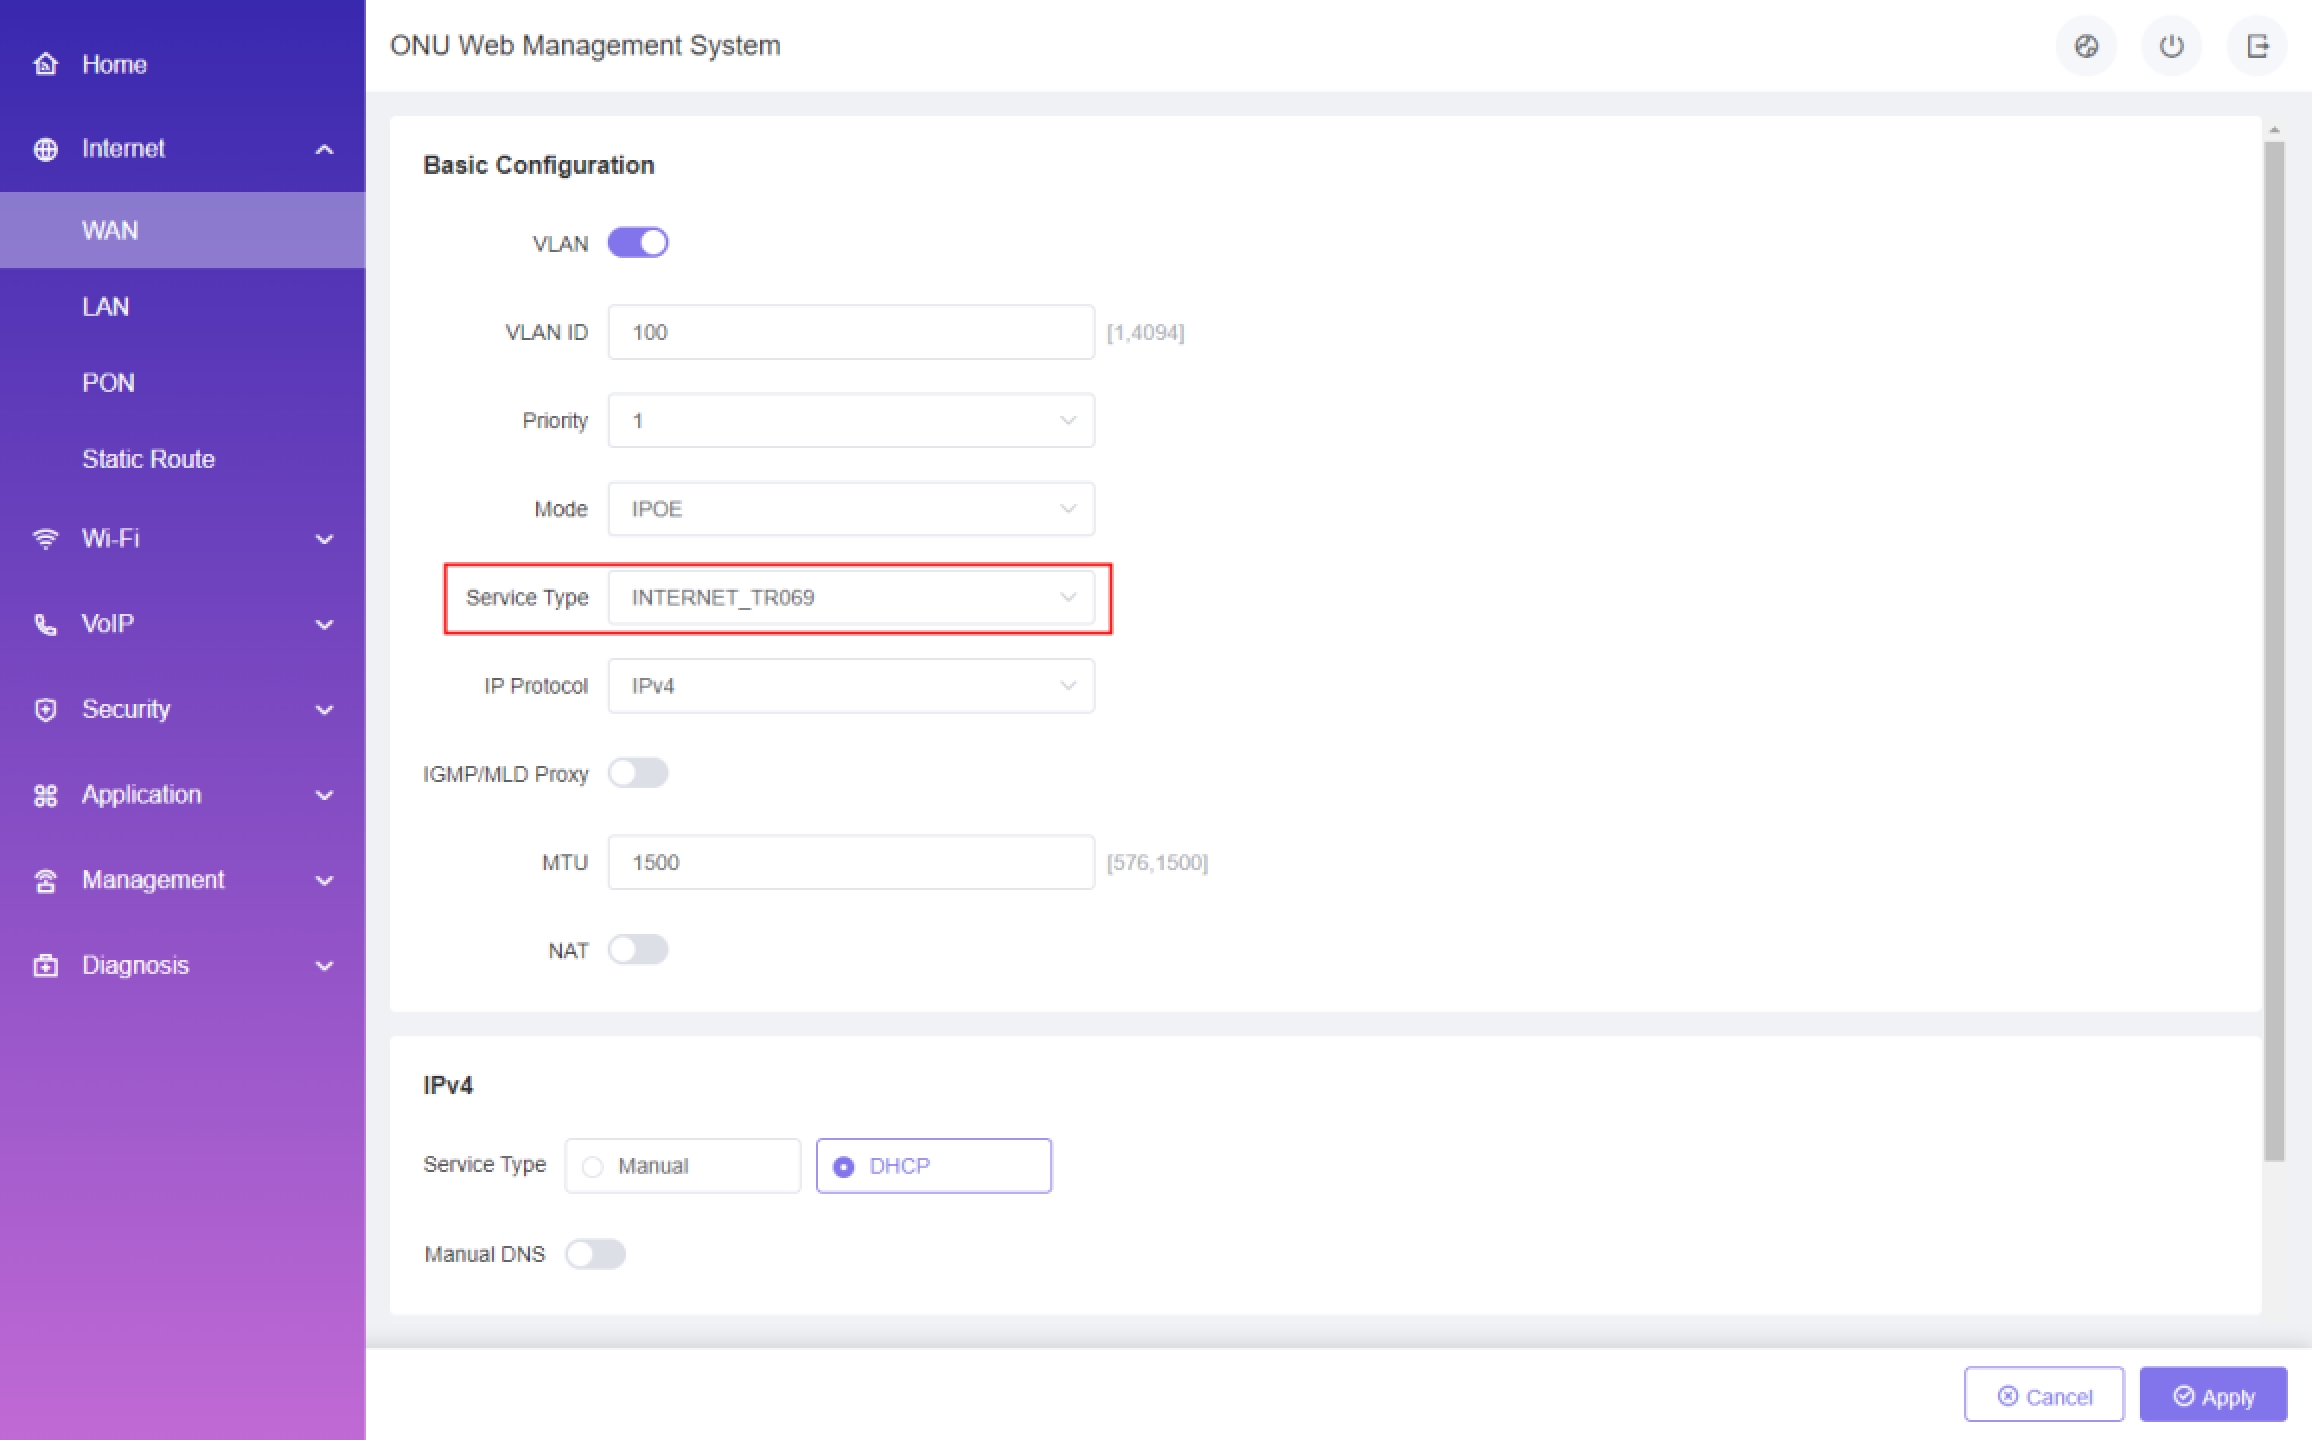 ONU Web Management System
Home
Internet
WAN
LAN
PON
Static Route
Wi-Fi
VoIP
Security
Application
Management
Diagnosis
Basic Configuration
VLAN
VLAN ID 100 [1,4094]
Priority 1
Mode IPOE
Service Type INTERNET_TR069
IP Protocol IPv4
IGMP/MLD Proxy
MTU 1500 [576,1500]
NAT
IPv4
Service Type Manual DHCP
Manual DNS
Cancel Apply